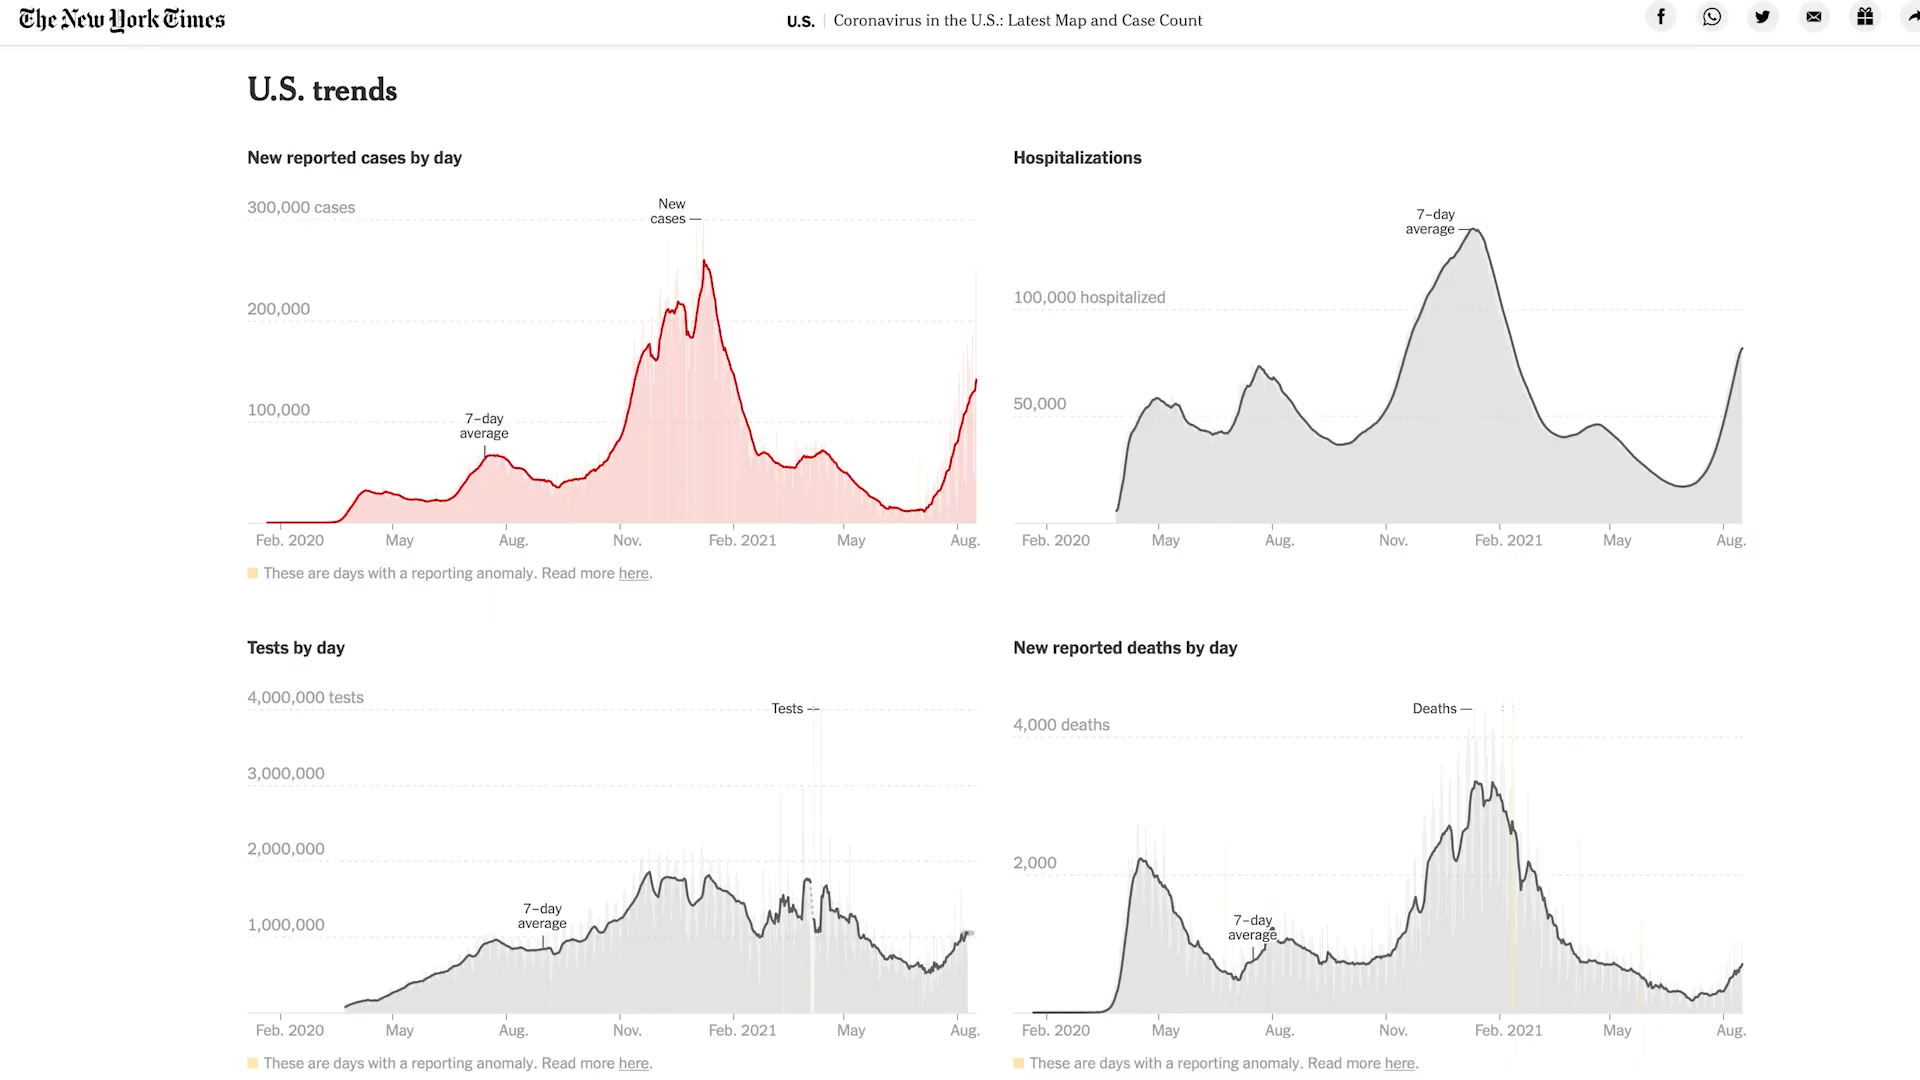 The New York Times
U.S. Coronavirus in the U.S.: Latest Map and Case Count
U.S. trends
New reported cases by day
300,000 cases
200,000
100,000
New
cases
7–day
average
Feb. 2020 May Aug. Nov. Feb. 2021 May Aug.
These are days with a reporting anomaly. Read more here.
Hospitalizations
100,000 hospitalized
50,000
7–day
average
Feb. 2020 May Aug. Nov. Feb. 2021 May Aug.
Tests by day
4,000,000 tests
3,000,000
2,000,000
1,000,000
Tests
7–day
average
Feb. 2020 May Aug. Nov. Feb. 2021 May Aug.
These are days with a reporting anomaly. Read more here.
New reported deaths by day
4,000 deaths
2,000
Deaths
7–day
average
Feb. 2020 May Aug. Nov. Feb. 2021 May Aug.
These are days with a reporting anomaly. Read more here.